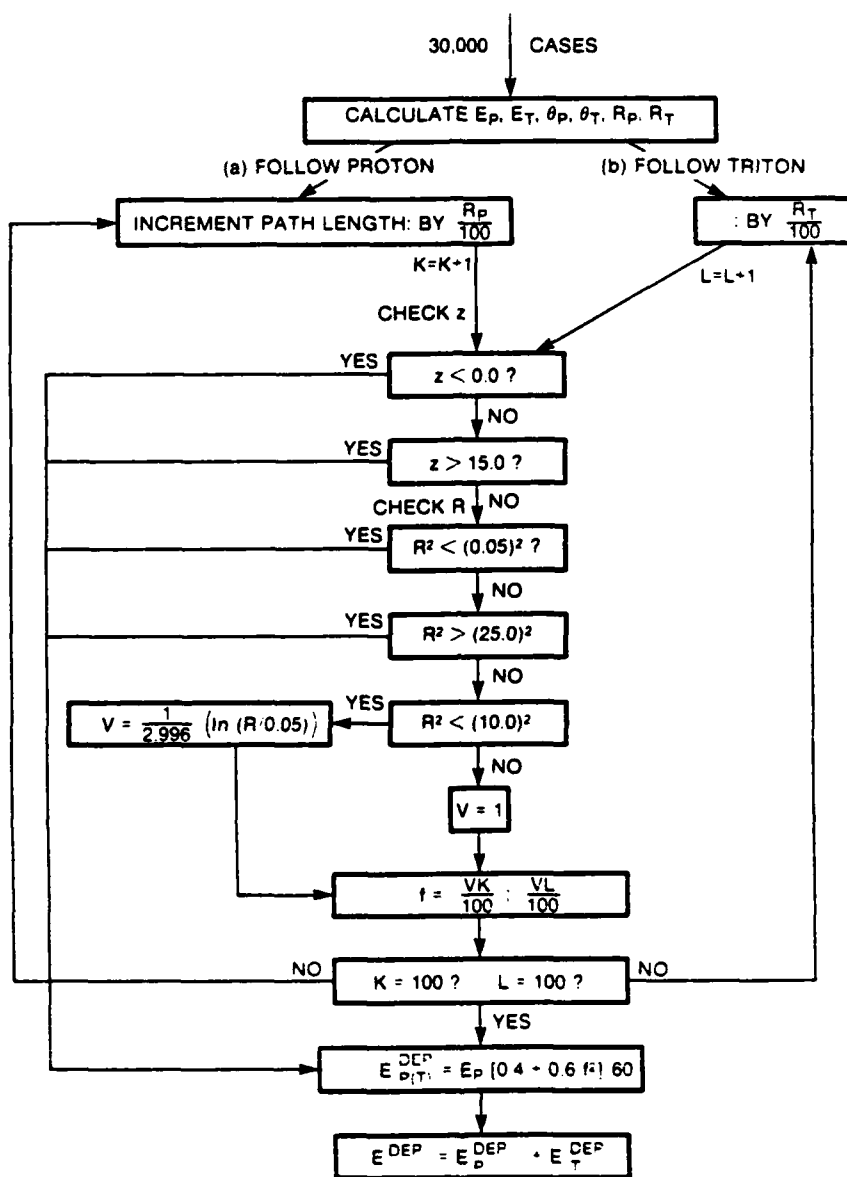 30,000 CASES
CALCULATE E_P, E_T, θ_P, θ_T, R_P, R_T
(a) FOLLOW PROTON
(b) FOLLOW TRITON
INCREMENT PATH LENGTH: BY R_P/100
: BY R_T/100
K=K+1
L=L+1
CHECK z
YES
z < 0.0 ?
NO
YES
z > 15.0 ?
CHECK R
NO
YES
R² < (0.05)² ?
NO
YES
R² > (25.0)²
NO
V = 1/2.996 (ln (R/0.05))
YES
R² < (10.0)²
NO
V = 1
f = VK/100 : VL/100
NO
K = 100 ? L = 100 ?
NO
YES
E^DEP_P(T) = E_P [0.4 + 0.6 f²] 60
E^DEP = E_P^DEP + E_T^DEP